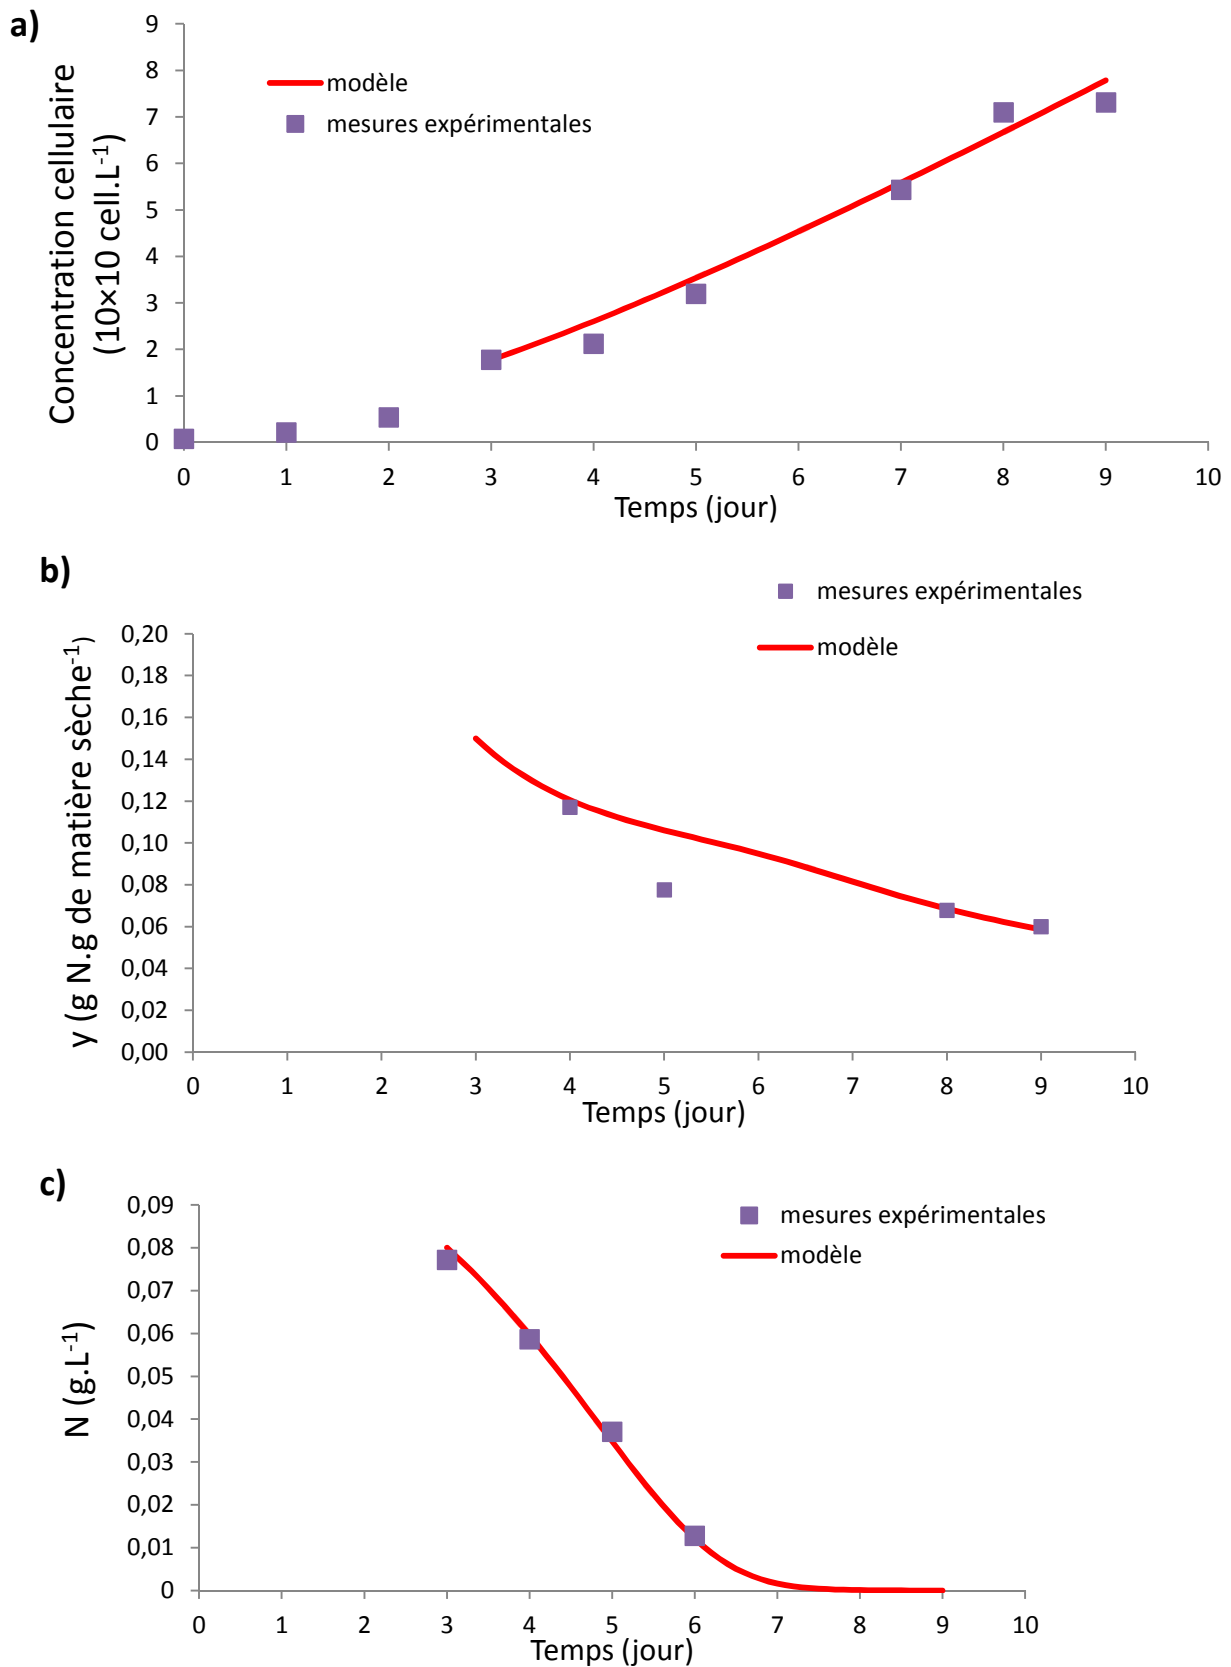 a)
9
8
7
6
5
4
3
2
1
0
Concentration cellulaire
(10×10 cell.L⁻¹)
modèle
mesures expérimentales
0 1 2 3 4 5 6 7 8 9 10
Temps (jour)
b)
mesures expérimentales
modèle
0,20
0,18
0,16
0,14
0,12
0,10
0,08
0,06
0,04
0,02
0,00
y (g N.g de matière sèche⁻¹)
0 1 2 3 4 5 6 7 8 9 10
Temps (jour)
c)
mesures expérimentales
modèle
0,09
0,08
0,07
0,06
0,05
0,04
0,03
0,02
0,01
0
N (g.L⁻¹)
0 1 2 3 4 5 6 7 8 9 10
Temps (jour)